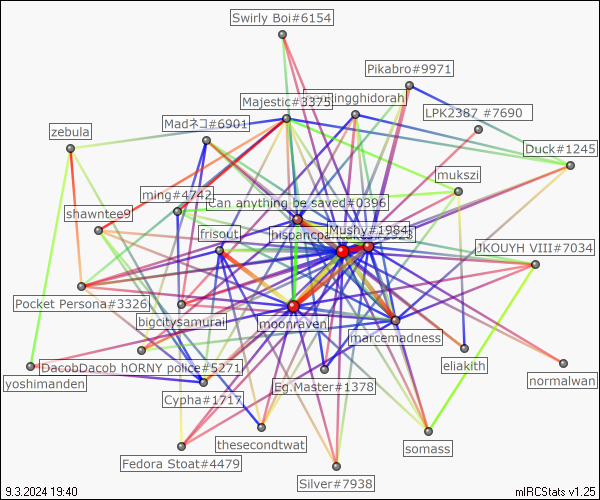 Swirly Boi#6154
Pikabro#9971
Majestic#3375
ingghidorah
LPK2387 #7690
zebula
Madネコ#6901
Duck#1245
mukszi
ming#4742
Can anything be saved#0396
shawntee9
frisout
Mushy#1984
JKOUYH VIII#7034
Pocket Persona#3326
bigcitysamurai
moonraven
marcemadness
DacobDacob hORNY police#5271
eliakith
normalwan
yoshimanden
Cypha#1717
Eg.Master#1378
thesecondtwat
somass
Fedora Stoat#4479
Silver#7938
9.3.2024 19:40
mIRCStats v1.25